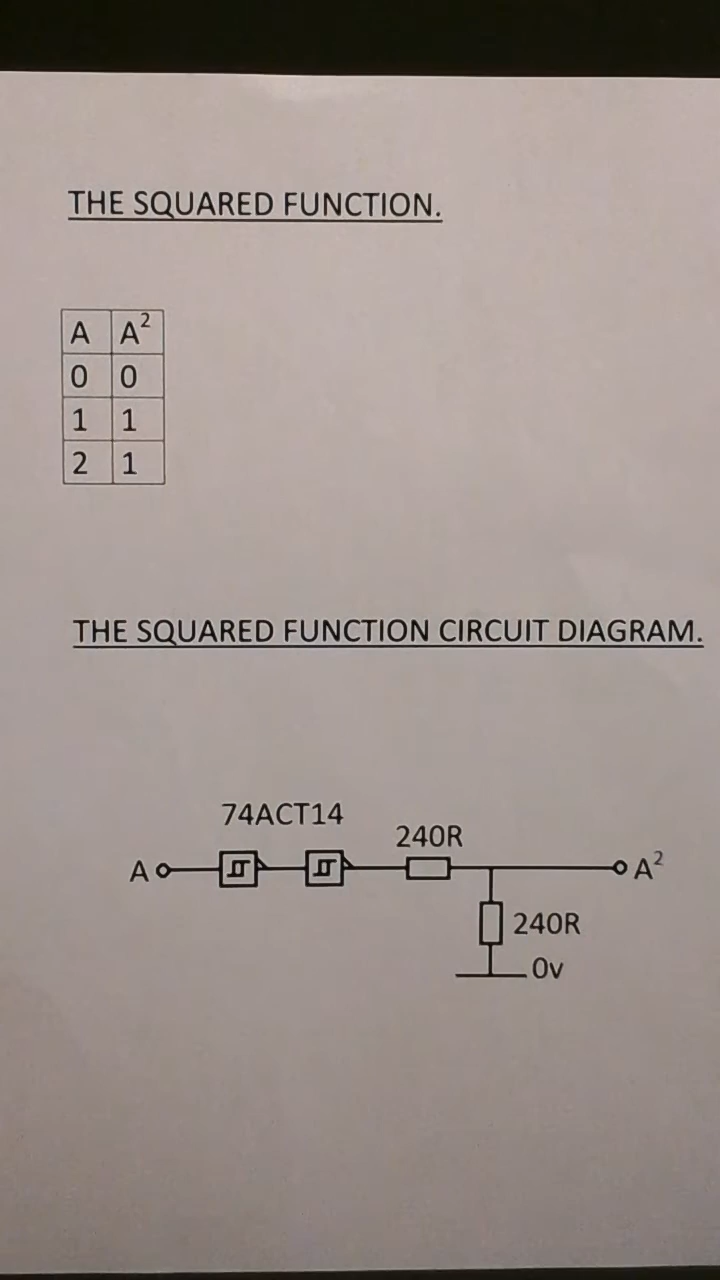 THE SQUARED FUNCTION.
A A²
0 0
1 1
2 1
THE SQUARED FUNCTION CIRCUIT DIAGRAM.
74ACT14
240R
A A²
240R
0v